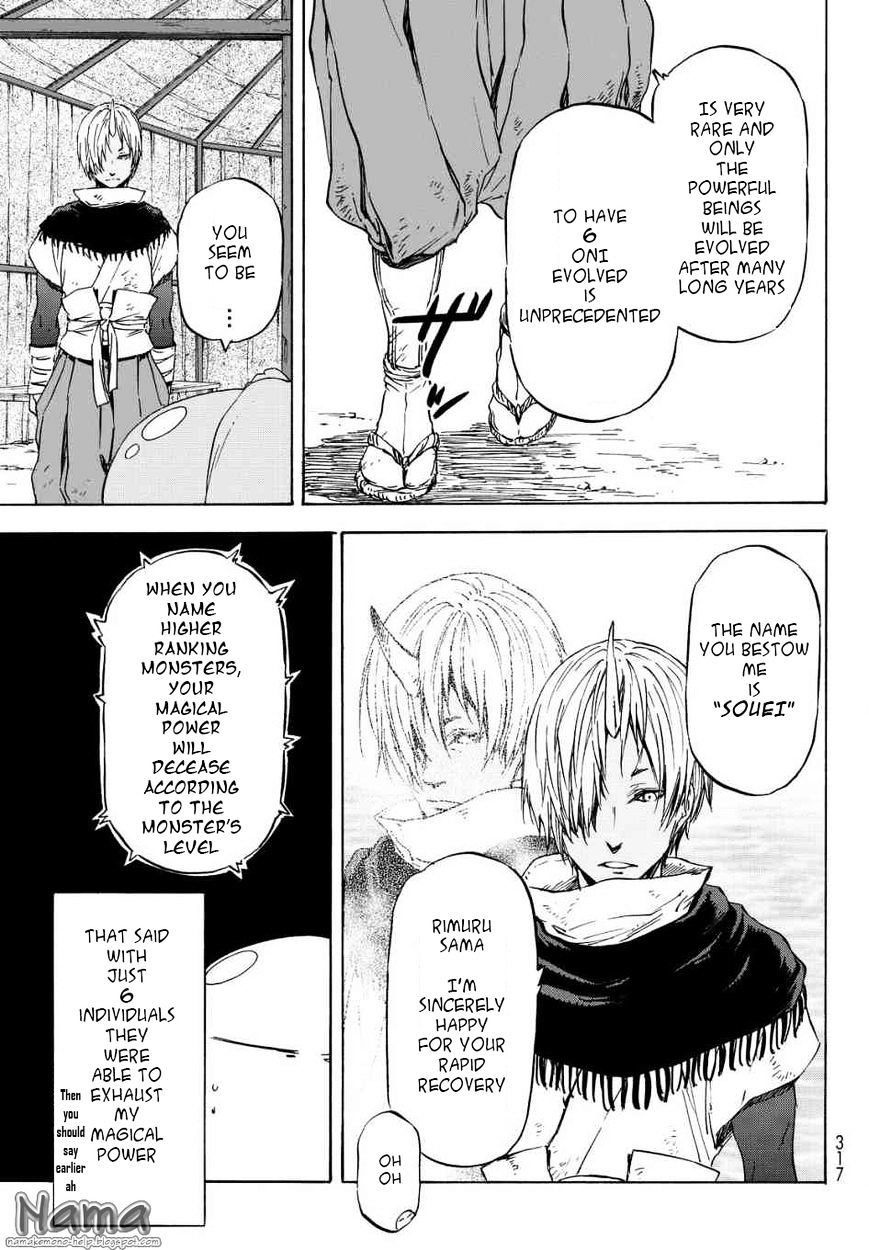 IS VERY
RARE AND
ONLY
THE
POWERFUL
BEINGS
WILL BE
EVOLVED
AFTER MANY
LONG YEARS
TO HAVE
6
ONI
EVOLVED
IS
UNPRECEDENTED
ザッ
YOU
SEEM
TO BE
...
THE NAME
YOU BESTOW
ME
IS
"SOUEI"
RIMURU
SAMA
I'M
SINCERELY
HAPPY
FOR YOUR
RAPID
RECOVERY
OH
OH
WHEN YOU
NAME
HIGHER
RANKING
MONSTERS,
YOUR
MAGICAL
POWER
WILL
DECEASE
ACCORDING
TO THE
MONSTER'S
LEVEL
THAT SAID
WITH
JUST
6
INDIVIDUALS
THEY
WERE
ABLE TO
EXHAUST
MY
MAGICAL
POWER
Then
you
should
say
earlier
ah
317
Nama
namakemono-help.blogspot.com